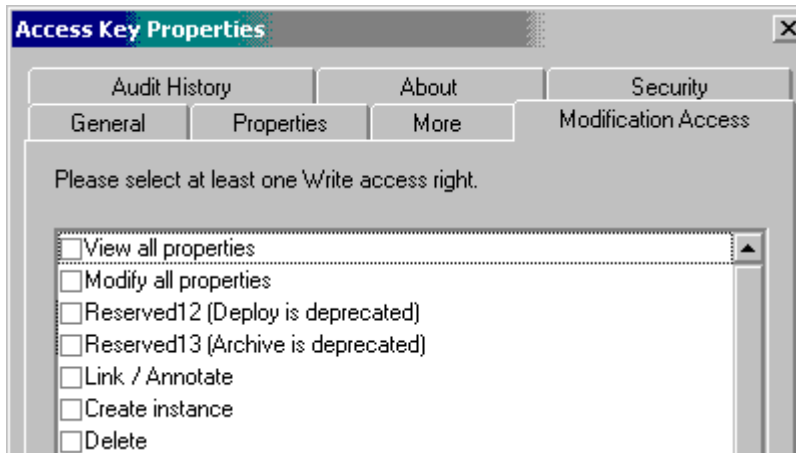 Access Key Properties
Audit History About Security
General Properties More Modification Access
Please select at least one Write access right.
View all properties
Modify all properties
Reserved12 (Deploy is deprecated)
Reserved13 (Archive is deprecated)
Link / Annotate
Create instance
Delete